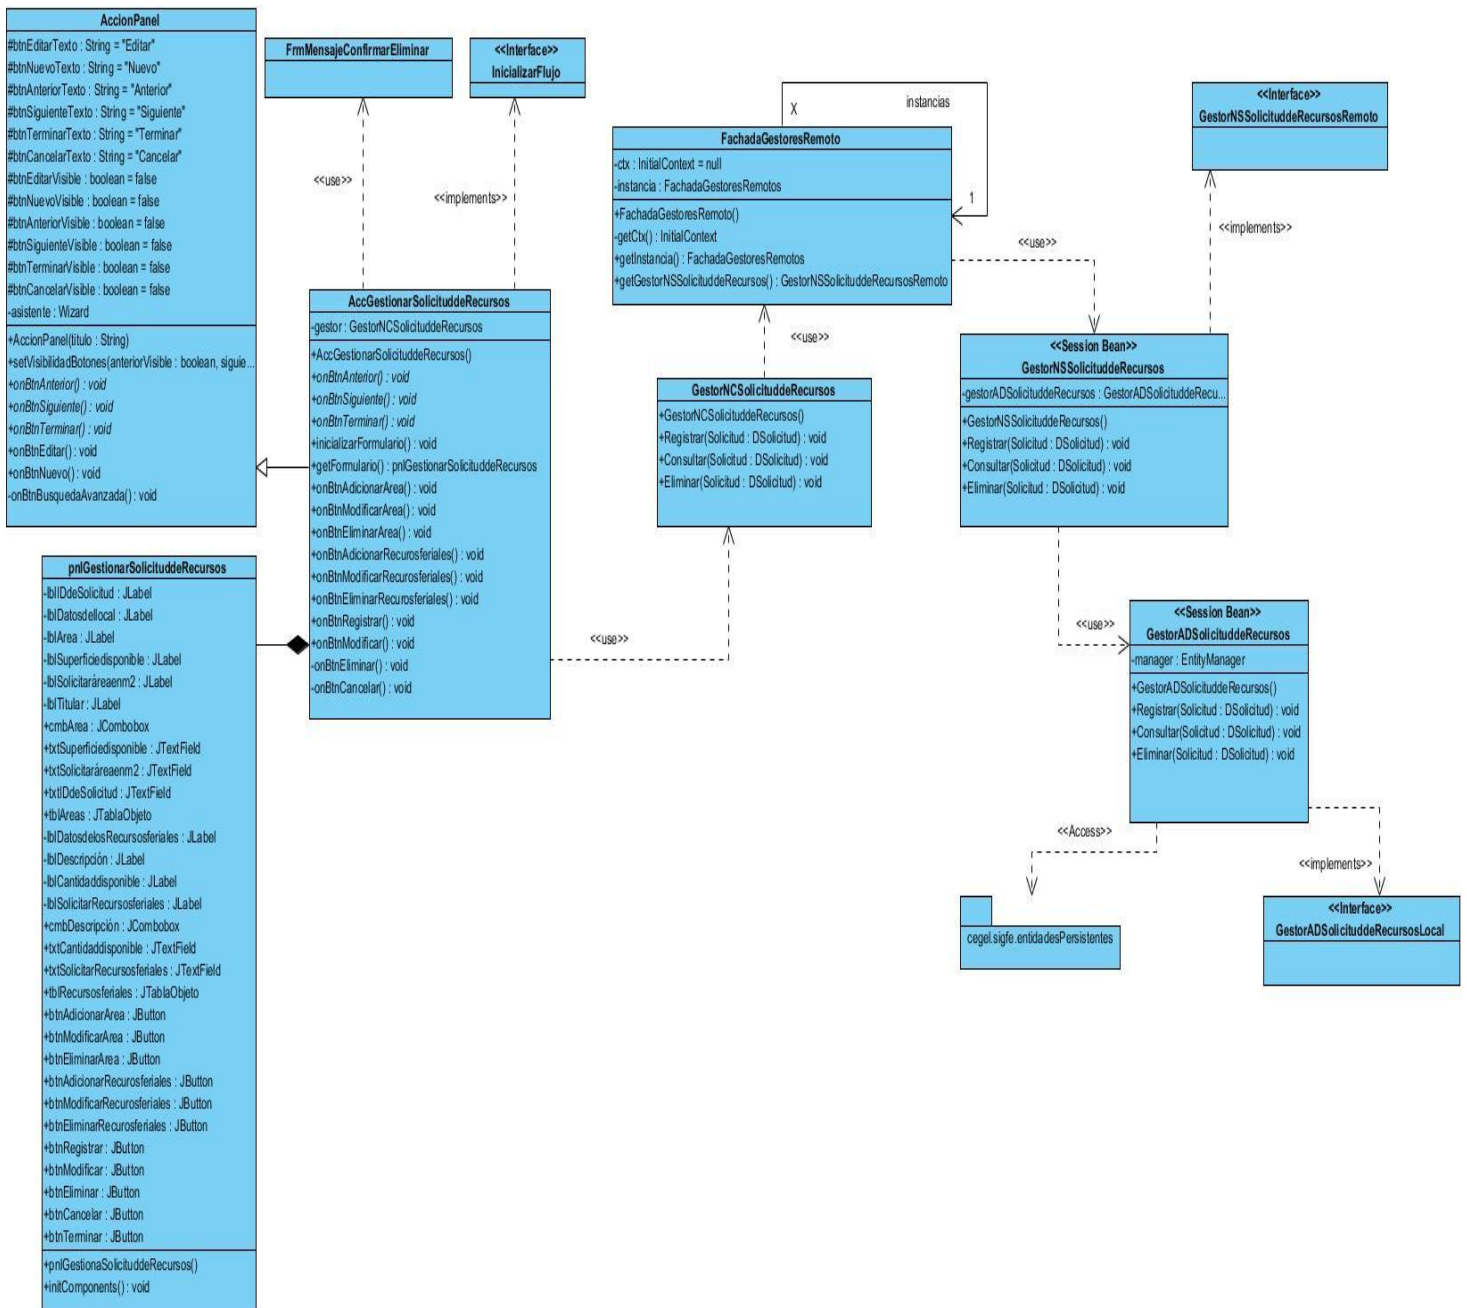 AccionPanel
#btnEditarTexto : String = "Editar"
#btnNuevoTexto : String = "Nuevo"
#btnAnteriorTexto : String = "Anterior"
#btnSiguienteTexto : String = "Siguiente"
#btnTerminarTexto : String = "Terminar"
#btnCancelarTexto : String = "Cancelar"
#btnEditarVisible : boolean = false
#btnNuevoVisible : boolean = false
#btnAnteriorVisible : boolean = false
#btnSiguienteVisible : boolean = false
#btnTerminarVisible : boolean = false
#btnCancelarVisible : boolean = false
-asistente : Wizard
+AccionPanel(titulo : String)
+setVisibilidadBotones(anteriorVisible : boolean, siguie...
+onBtnAnterior() : void
+onBtnSiguiente() : void
+onBtnTerminar() : void
+onBtnEditar() : void
+onBtnNuevo() : void
-onBtnBusquedaAvanzada() : void
FrmMensajeConfirmarEliminar
<<Interface>>
InicializarFlujo
<<use>>
<<implements>>
AccGestionarSolicituddeRecursos
-gestor : GestorNCSolicituddeRecursos
+AccGestionarSolicituddeRecursos()
+onBtnAnterior() : void
+onBtnSiguiente() : void
+onBtnTerminar() : void
+inicializarFormulario() : void
+getFormulario() : pnlGestionarSolicituddeRecursos
+onBtnAdicionarArea() : void
+onBtnModificarArea() : void
+onBtnEliminarArea() : void
+onBtnAdicionarRecurosferiales() : void
+onBtnModificarRecurosferiales() : void
+onBtnEliminarRecurosferiales() : void
+onBtnRegistrar() : void
+onBtnModificar() : void
-onBtnEliminar() : void
-onBtnCancelar() : void
pnlGestionarSolicituddeRecursos
-lblIDdeSolicitud : JLabel
-lblDatosdellocal : JLabel
-lblArea : JLabel
-lblSuperficiedisponible : JLabel
-lblSolicitaráreaenm2 : JLabel
-lblTitular : JLabel
+cmbArea : JCombobox
+txtSuperficiedisponible : JTextField
+txtSolicitaráreaenm2 : JTextField
+txtIDdeSolicitud : JTextField
+tblAreas : JTablaObjeto
-lblDatosdelosRecursosferiales : JLabel
-lblDescripción : JLabel
-lblCantidaddisponible : JLabel
-lblSolicitarRecursosferiales : JLabel
+cmbDescripción : JCombobox
+txtCantidaddisponible : JTextField
+txtSolicitarRecursosferiales : JTextField
+tblRecursosferiales : JTablaObjeto
+btnAdicionarArea : JButton
+btnModificarArea : JButton
+btnEliminarArea : JButton
+btnAdicionarRecurosferiales : JButton
+btnModificarRecurosferiales : JButton
+btnEliminarRecurosferiales : JButton
+btnRegistrar : JButton
+btnModificar : JButton
+btnEliminar : JButton
+btnCancelar : JButton
+btnTerminar : JButton
+pnlGestionaSolicituddeRecursos()
+initComponents() : void
<<use>>
X
instancias
1
FachadaGestoresRemoto
-ctx : InitialContext = null
-instancia : FachadaGestoresRemotos
+FachadaGestoresRemoto()
-getCtx() : InitialContext
+getInstancia() : FachadaGestoresRemotos
+getGestorNSSolicituddeRecursos() : GestorNSSolicituddeRecursosRemoto
<<use>>
GestorNCSolicituddeRecursos
+GestorNCSolicituddeRecursos()
+Registrar(Solicitud : DSolicitud) : void
+Consultar(Solicitud : DSolicitud) : void
+Eliminar(Solicitud : DSolicitud) : void
<<use>>
<<Interface>>
GestorNSSolicituddeRecursosRemoto
<<implements>>
<<Session Bean>>
GestorNSSolicituddeRecursos
-gestorADSolicituddeRecursos : GestorADSolicituddeRecu...
+GestorNSSolicituddeRecursos()
+Registrar(Solicitud : DSolicitud) : void
+Consultar(Solicitud : DSolicitud) : void
+Eliminar(Solicitud : DSolicitud) : void
<<use>>
<<Session Bean>>
GestorADSolicituddeRecursos
-manager : EntityManager
+GestorADSolicituddeRecursos()
+Registrar(Solicitud : DSolicitud) : void
+Consultar(Solicitud : DSolicitud) : void
+Eliminar(Solicitud : DSolicitud) : void
<<Access>>
<<implements>>
cegel.sigfe.entidadesPersistentes
<<Interface>>
GestorADSolicituddeRecursosLocal